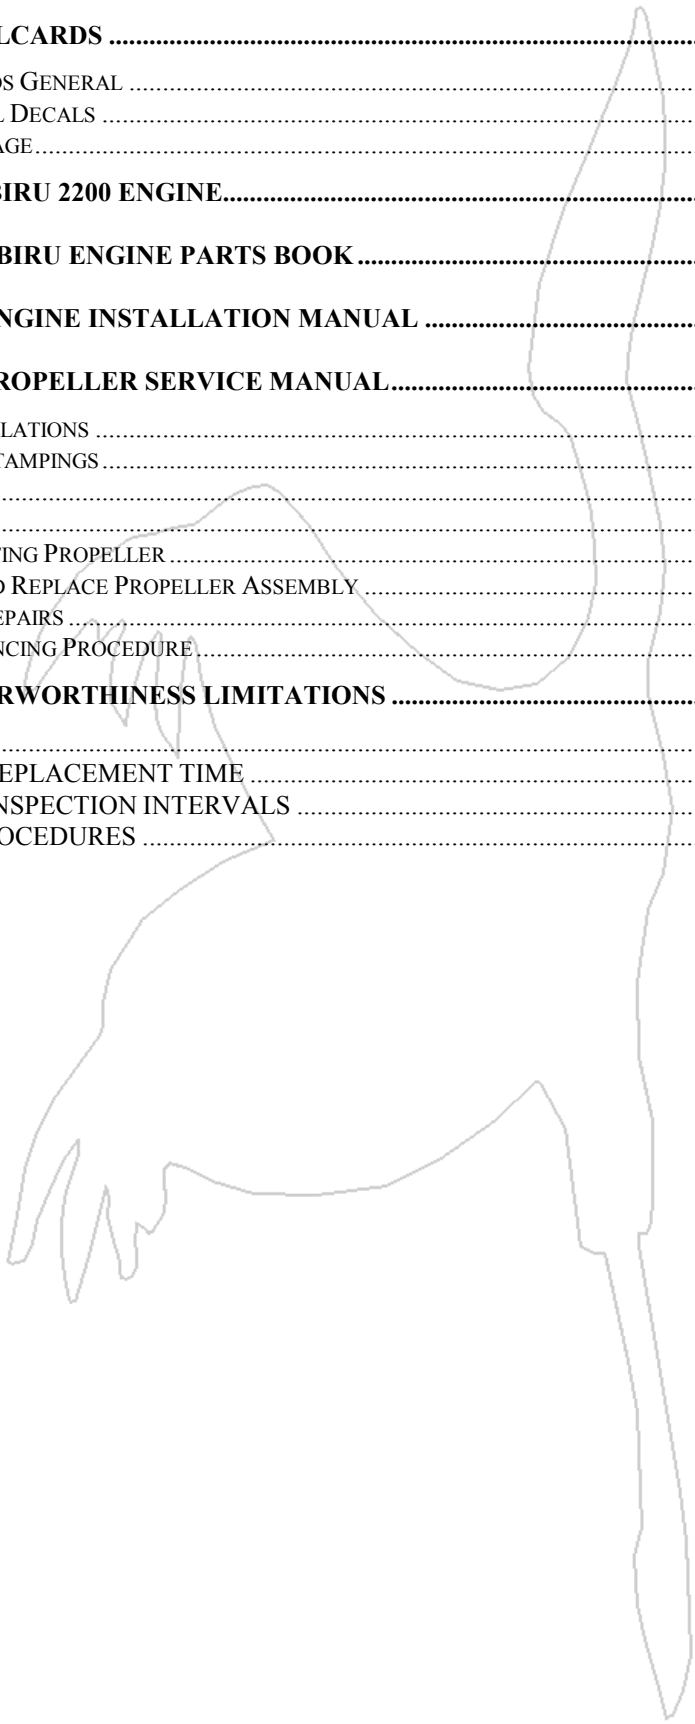 LCARDS ..........
OS GENERAL ..........
L DECALS ..........
AGE..........
BIRU 2200 ENGINE..........
BIRU ENGINE PARTS BOOK ..........
NGINE INSTALLATION MANUAL ..........
ROPELLER SERVICE MANUAL..........
LATIONS ..........
TAMPINGS ..........
..........
..........
TING PROPELLER ..........
D REPLACE PROPELLER ASSEMBLY ..........
EPAIRS ..........
NCING PROCEDURE ..........
RWORTHINESS LIMITATIONS ..........
..........
EPLACEMENT TIME ..........
NSPECTION INTERVALS ..........
OCEDURES ..........